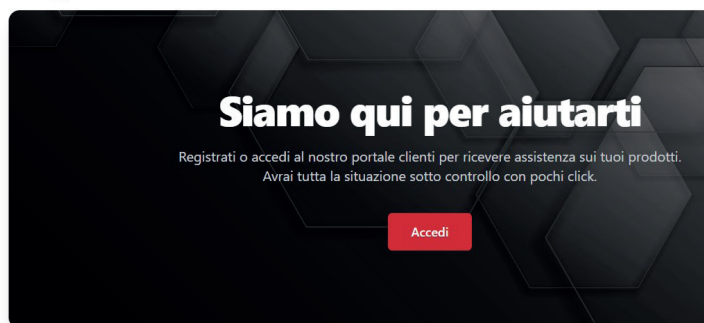 Siamo qui per aiutarti
Registrati o accedi al nostro portale clienti per ricevere assistenza sui tuoi prodotti.
Avrai tutta la situazione sotto controllo con pochi click.
Accedi